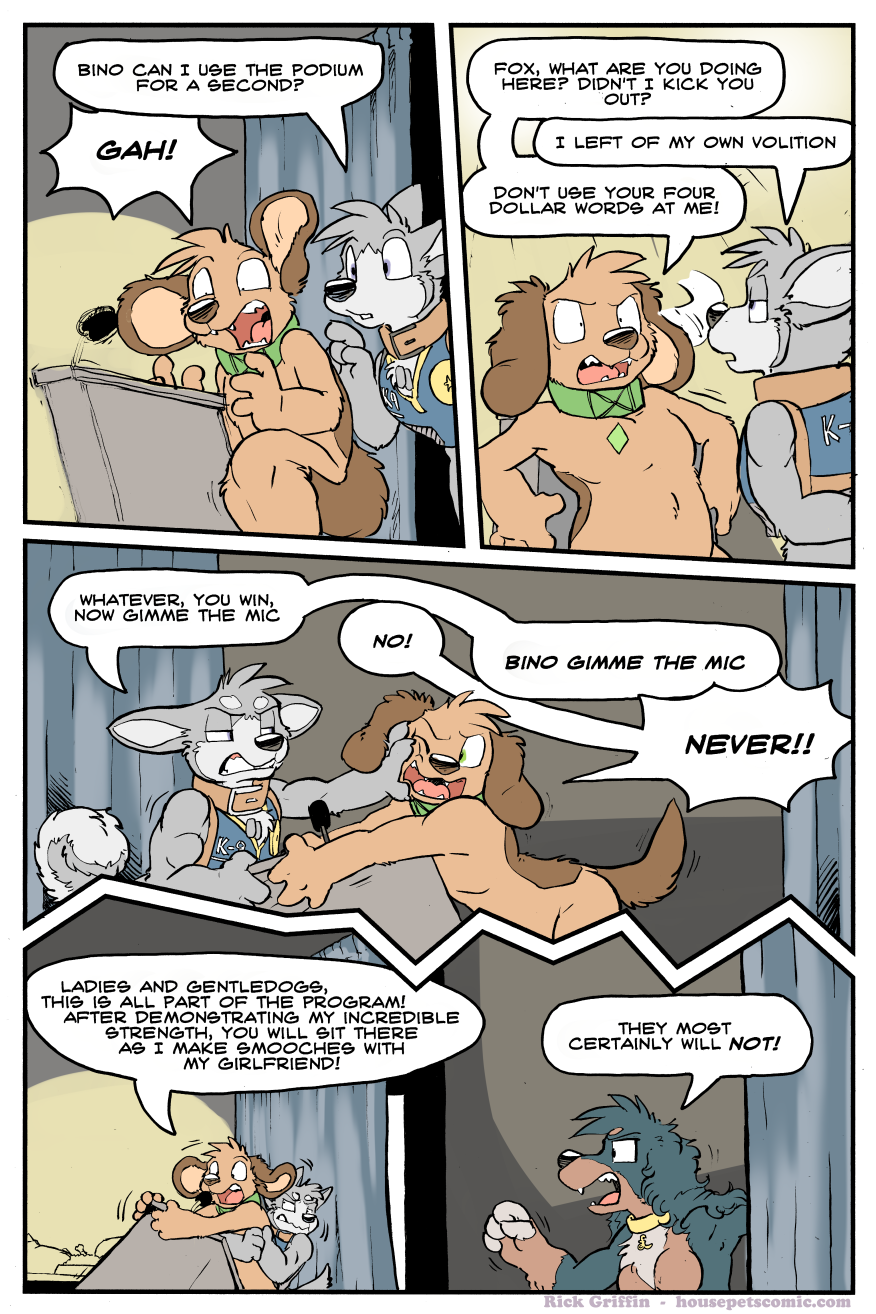 BINO CAN I USE THE PODIUM
FOR A SECOND?
GAH!
FOX, WHAT ARE YOU DOING
HERE? DIDN'T I KICK YOU
OUT?
I LEFT OF MY OWN VOLITION
DON'T USE YOUR FOUR
DOLLAR WORDS AT ME!
K-9
K-
WHATEVER, YOU WIN,
NOW GIMME THE MIC
NO!
BINO GIMME THE MIC
NEVER!!
K-9
LADIES AND GENTLEDOGS,
THIS IS ALL PART OF THE PROGRAM!
AFTER DEMONSTRATING MY INCREDIBLE
STRENGTH, YOU WILL SIT THERE
AS I MAKE SMOOCHES WITH
MY GIRLFRIEND!
THEY MOST
CERTAINLY WILL NOT!
£
Rick Griffin - housepetscomic.com